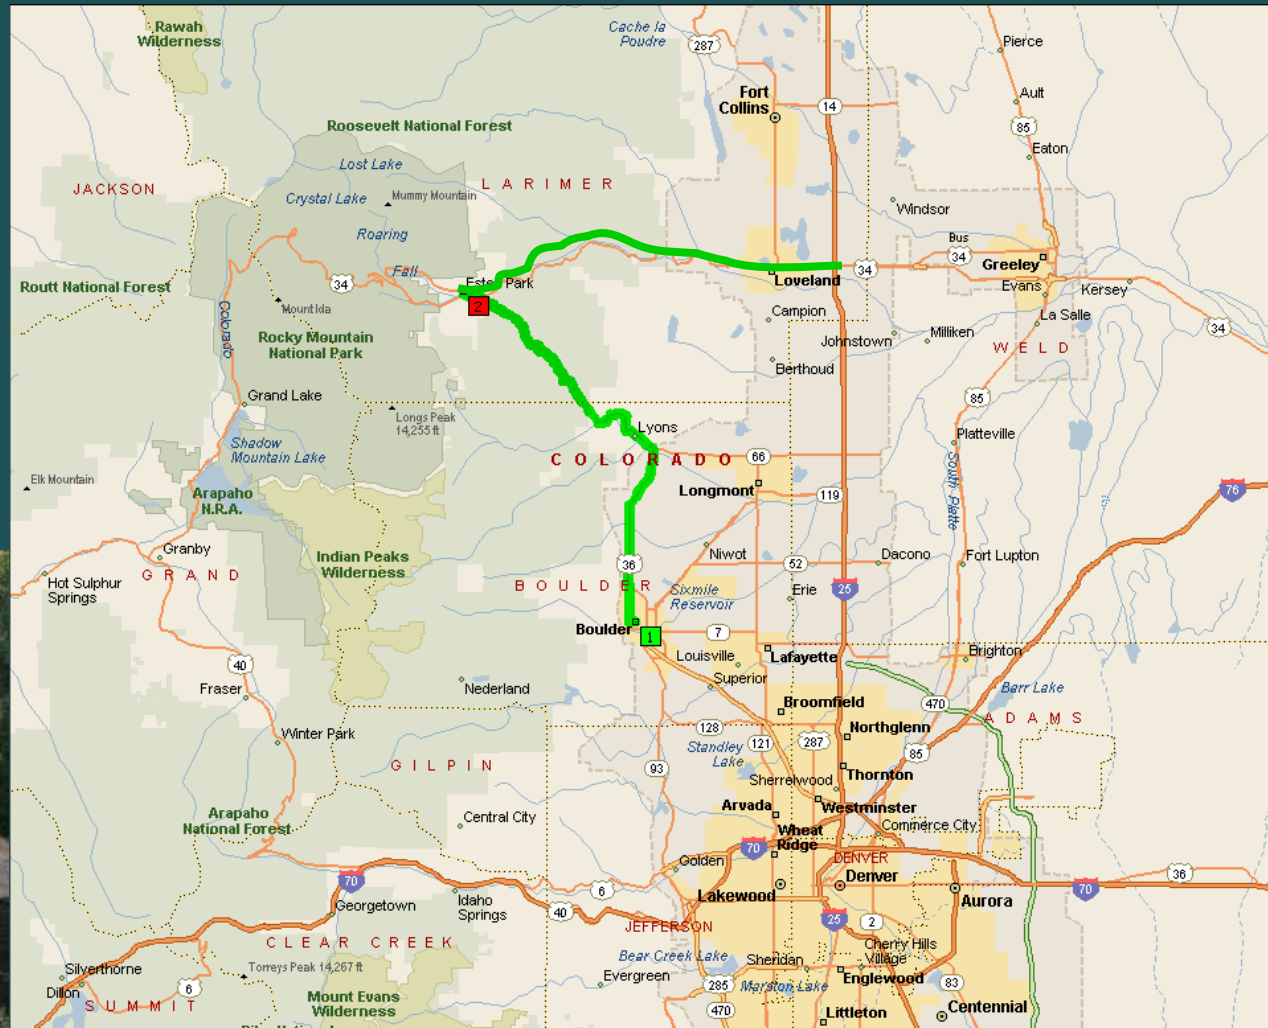 Rawah
Wilderness
Cache la
Poudre
287
Pierce
Fort
Collins
14
Ault
85
Eaton
Roosevelt National Forest
Lost Lake
JACKSON
LARIMER
Mummy Mountain
Crystal Lake
Windsor
Roaring
Bus
34
Greeley
Fall
34
Estes Park
34
Loveland
Evans
Kersey
Routt National Forest
2
Mount Ida
Campion
La Salle
34
Colorado
Rocky Mountain
National Park
Johnstown
Milliken
WELD
Berthoud
Grand Lake
85
Longs Peak
14,255 ft
Lyons
Platteville
Shadow
Mountain Lake
COLORADO
66
Elk Mountain
Longmont
119
South Platte
76
Arapaho
N.R.A.
Granby
Indian Peaks
Wilderness
Niwot
Dacono
Fort Lupton
GRAND
36
52
Hot Sulphur
Springs
BOULDER
Sixmile
Reservoir
25
Erie
Boulder
1
7
Louisville
Lafayette
Brighton
40
Superior
Fraser
Nederland
Barr Lake
Broomfield
470
ADAMS
Winter Park
128
Northglenn
Standley
Lake
121
287
85
GILPIN
93
Thornton
Sherrelwood
Arvada
Westminster
Arapaho
National Forest
Central City
Commerce City
Wheat
Ridge
70
DENVER
Golden
36
70
6
Lakewood
Denver
70
Aurora
Georgetown
Idaho
Springs
40
25
2
CLEAR CREEK
JEFFERSON
Cherry Hills
Village
Silverthorne
Torreys Peak 14,267 ft
Bear Creek Lake
Sheridan
Evergreen
Englewood
Dillon
6
285
Marston Lake
83
SUMMIT
Mount Evans
Wilderness
470
Littleton
Centennial